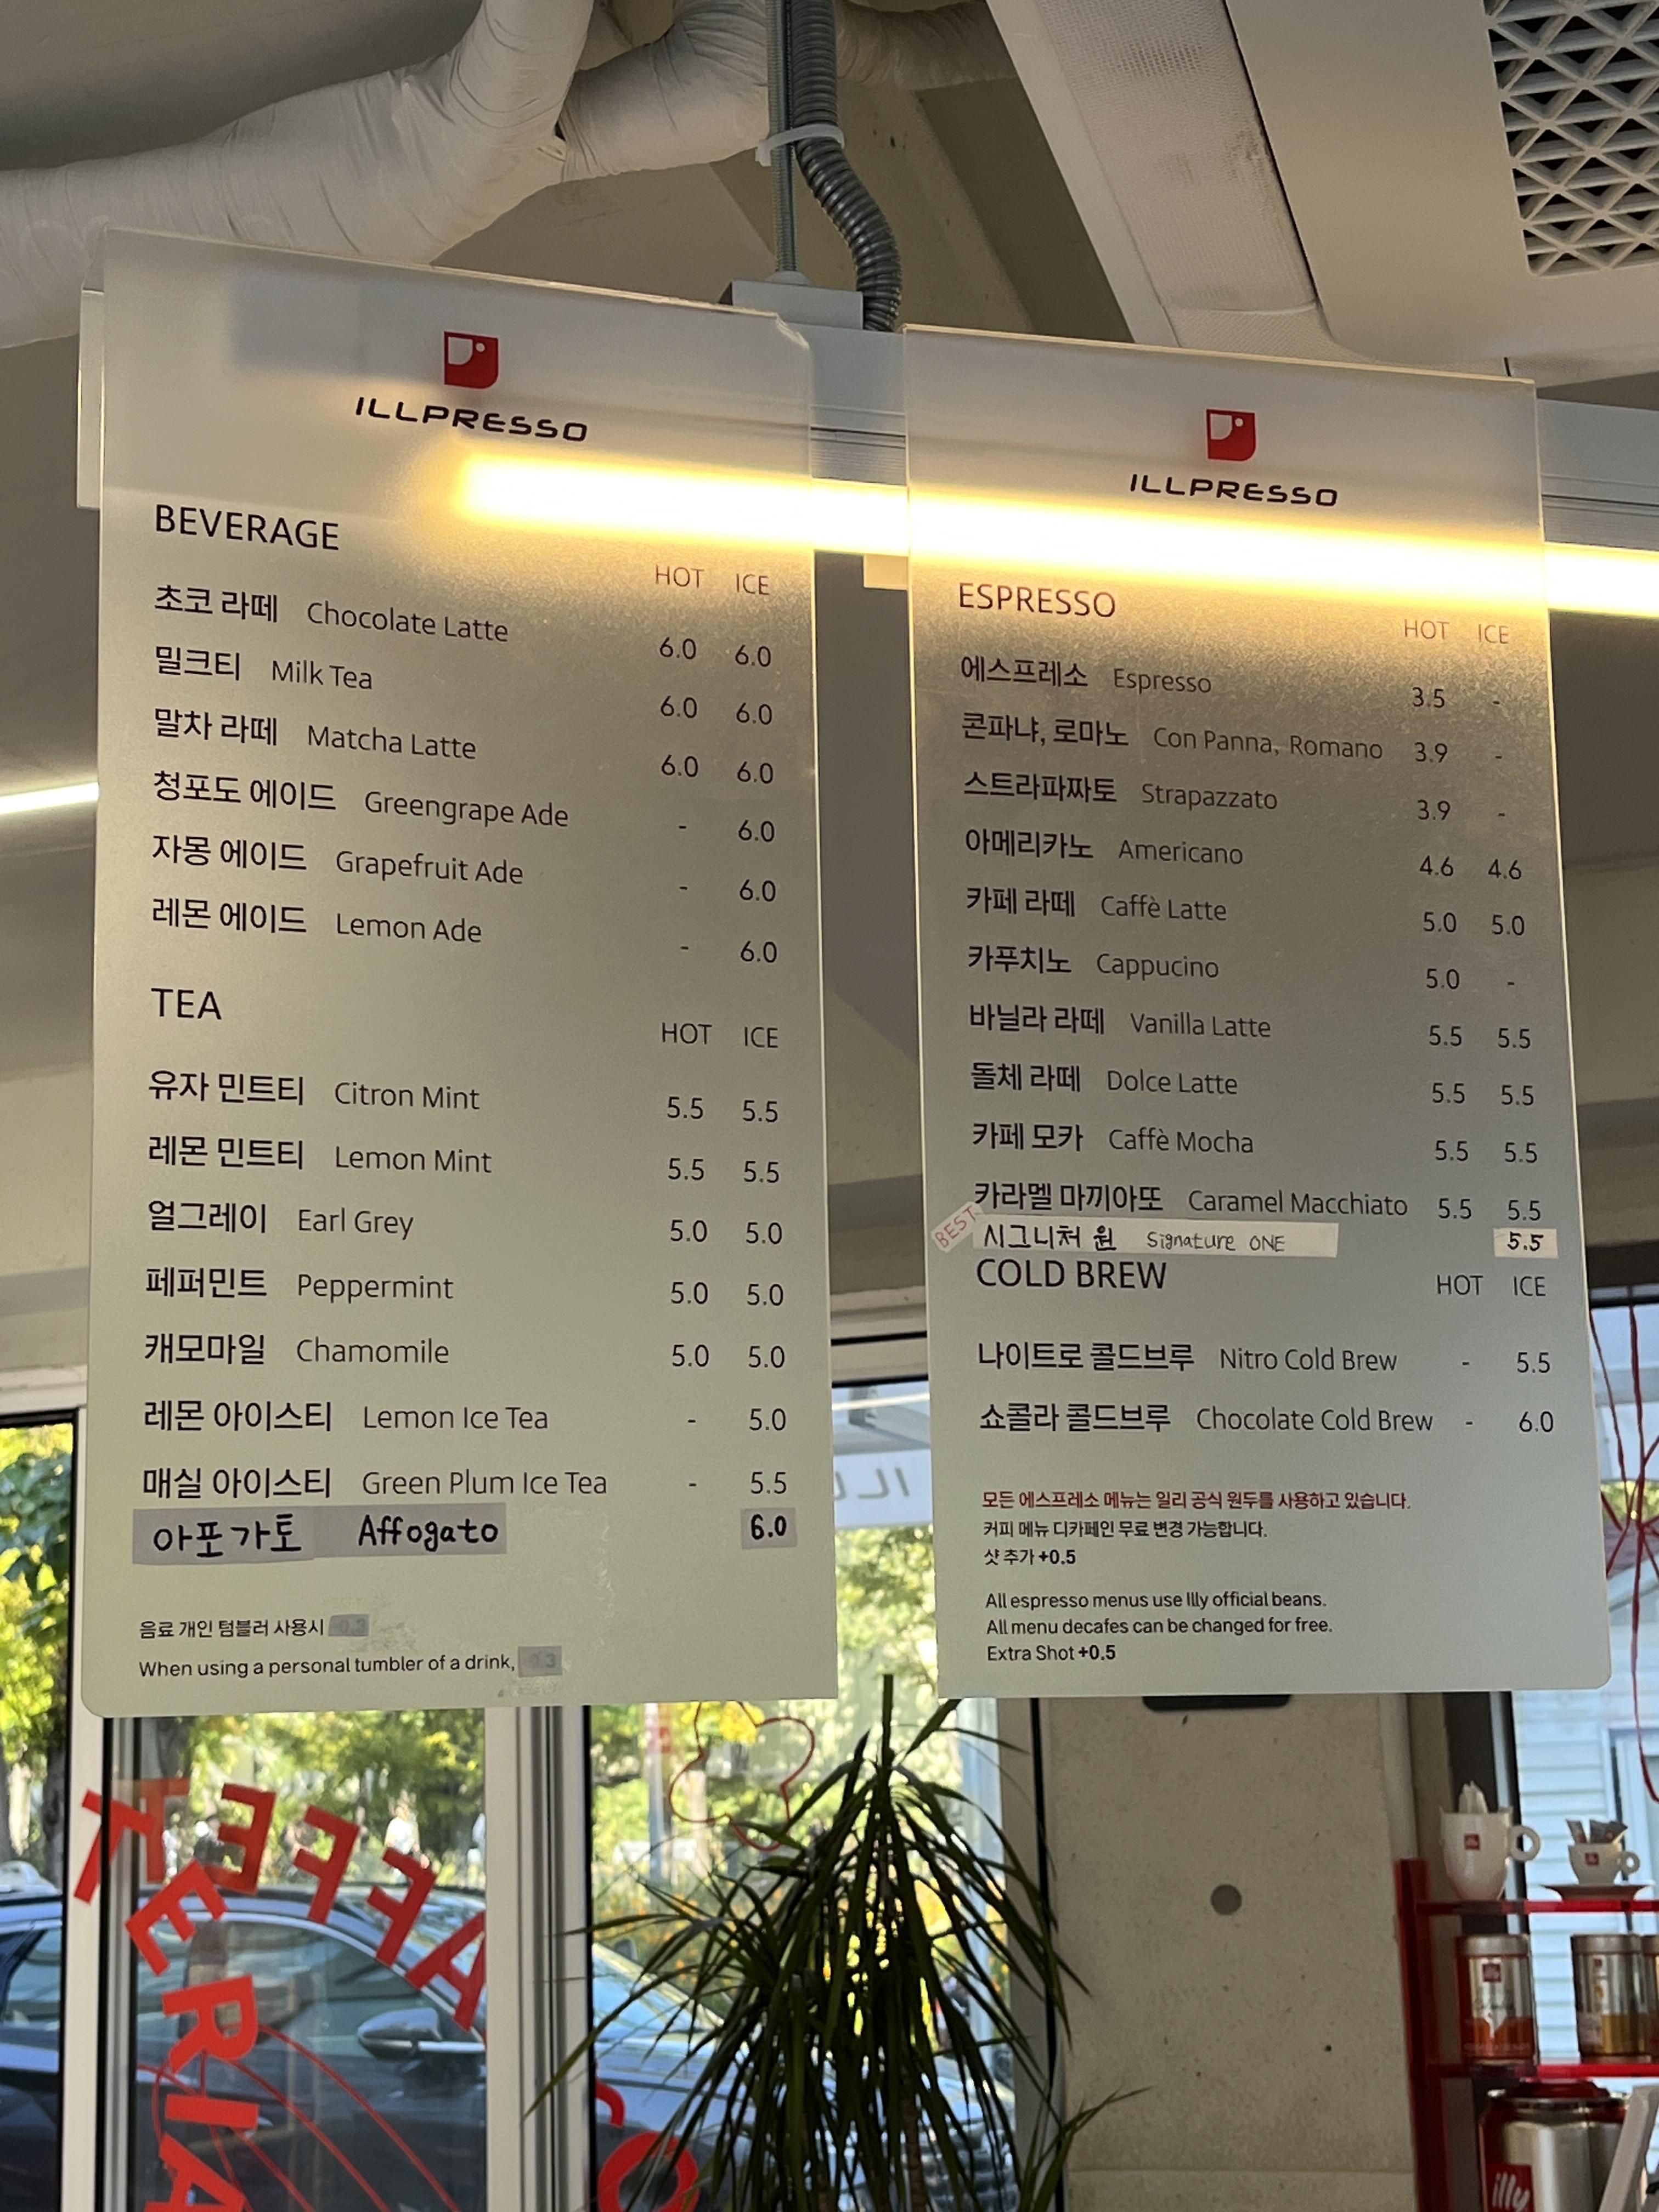 ILLPRESSO
BEVERAGE
HOT ICE
초코 라떼 Chocolate Latte 6.0 6.0
밀크티 Milk Tea 6.0 6.0
말차 라떼 Matcha Latte 6.0 6.0
청포도 에이드 Greengrape Ade - 6.0
자몽 에이드 Grapefruit Ade - 6.0
레몬 에이드 Lemon Ade - 6.0
TEA
HOT ICE
유자 민트티 Citron Mint 5.5 5.5
레몬 민트티 Lemon Mint 5.5 5.5
얼그레이 Earl Grey 5.0 5.0
페퍼민트 Peppermint 5.0 5.0
캐모마일 Chamomile 5.0 5.0
레몬 아이스티 Lemon Ice Tea - 5.0
매실 아이스티 Green Plum Ice Tea - 5.5
아포가토 Affogato 6.0
음료 개인 텀블러 사용시 -0.3
When using a personal tumbler of a drink, -0.3
ILLPRESSO
ESPRESSO
HOT ICE
에스프레소 Espresso 3.5 -
콘파냐, 로마노 Con Panna, Romano 3.9 -
스트라파짜토 Strapazzato 3.9 -
아메리카노 Americano 4.6 4.6
카페 라떼 Caffè Latte 5.0 5.0
카푸치노 Cappucino 5.0 -
바닐라 라떼 Vanilla Latte 5.5 5.5
돌체 라떼 Dolce Latte 5.5 5.5
카페 모카 Caffè Mocha 5.5 5.5
카라멜 마끼아또 Caramel Macchiato 5.5 5.5
BEST 시그니처 원 Signature ONE 5.5
COLD BREW HOT ICE
나이트로 콜드브루 Nitro Cold Brew - 5.5
쇼콜라 콜드브루 Chocolate Cold Brew - 6.0
모든 에스프레소 메뉴는 일리 공식 원두를 사용하고 있습니다.
커피 메뉴 디카페인 무료 변경 가능합니다.
샷 추가 +0.5
All espresso menus use Illy official beans.
All menu decafes can be changed for free.
Extra Shot +0.5
illy